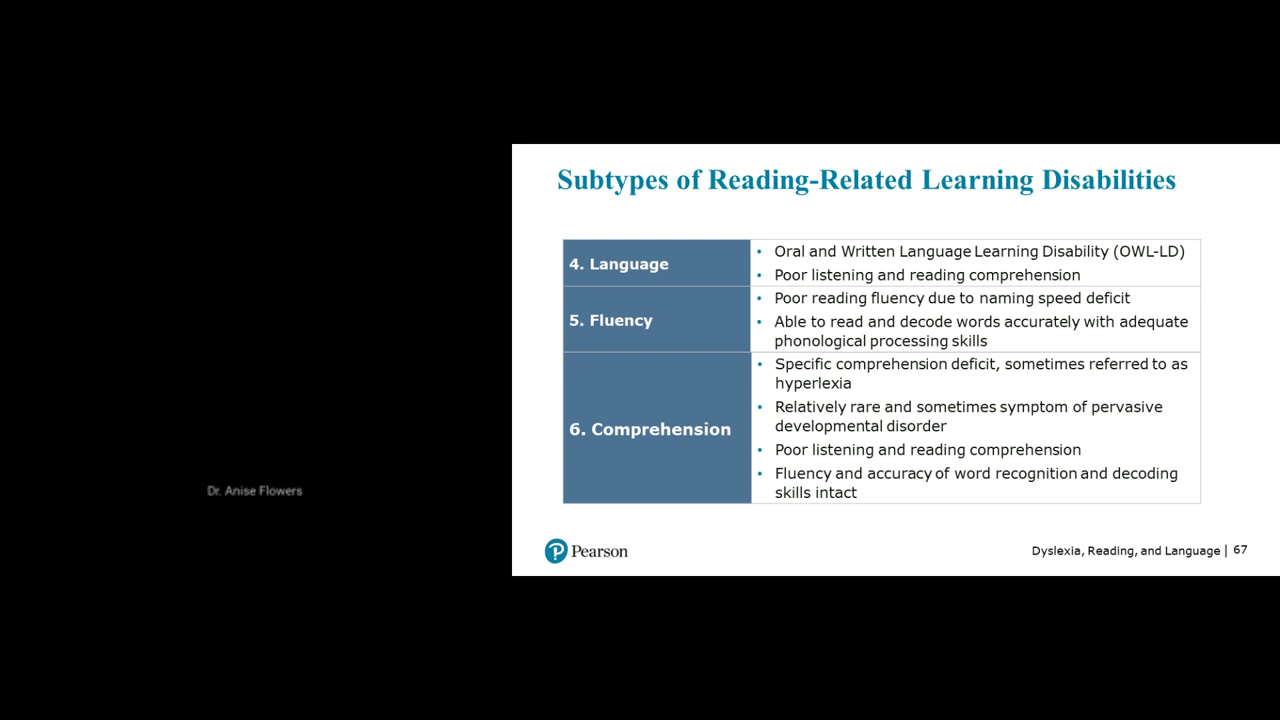 Subtypes of Reading-Related Learning Disabilities
4. Language
• Oral and Written Language Learning Disability (OWL-LD)
• Poor listening and reading comprehension
5. Fluency
• Poor reading fluency due to naming speed deficit
• Able to read and decode words accurately with adequate
phonological processing skills
6. Comprehension
• Specific comprehension deficit, sometimes referred to as
hyperlexia
• Relatively rare and sometimes symptom of pervasive
developmental disorder
• Poor listening and reading comprehension
• Fluency and accuracy of word recognition and decoding
skills intact
Dr. Anise Flowers
Pearson
Dyslexia, Reading, and Language | 67